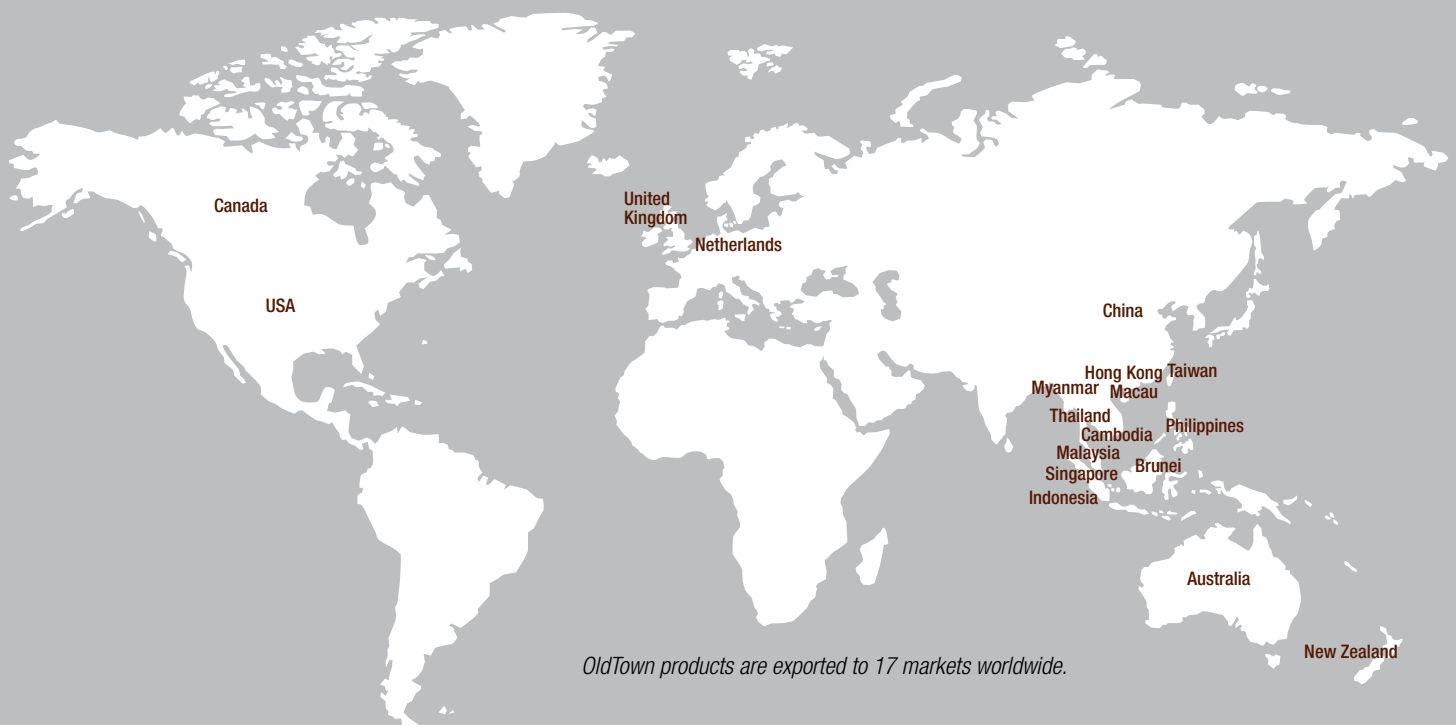 Canada
United
Kingdom
Netherlands
USA
China
Hong Kong
Taiwan
Myanmar
Macau
Thailand
Philippines
Cambodia
Malaysia
Brunei
Singapore
Indonesia
Australia
New Zealand
OldTown products are exported to 17 markets worldwide.